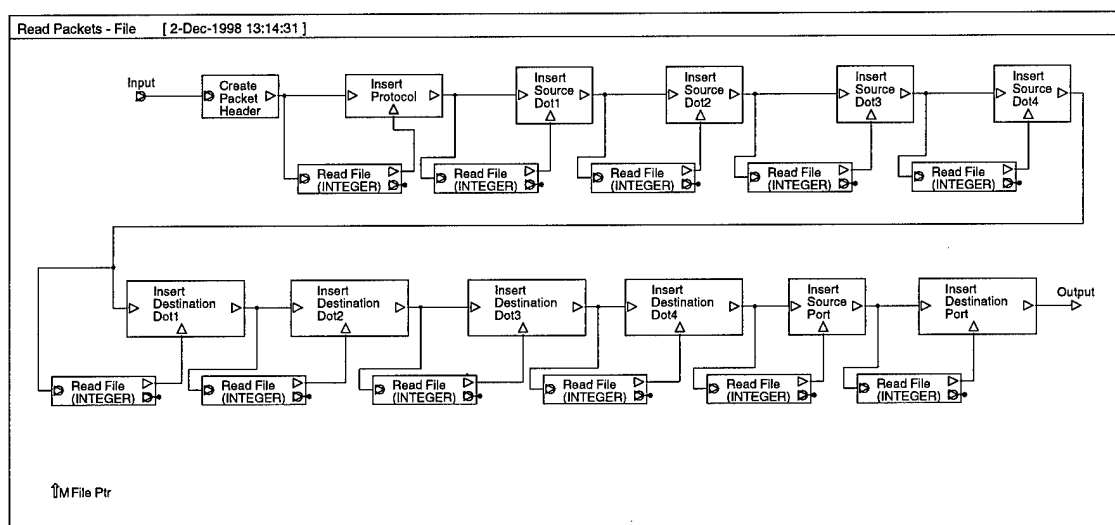 Read Packets - File [ 2-Dec-1998 13:14:31 ]
Input
Create
Packet
Header
Insert
Protocol
Insert
Source
Dot1
Insert
Source
Dot2
Insert
Source
Dot3
Insert
Source
Dot4
Read File
(INTEGER)
Read File
(INTEGER)
Read File
(INTEGER)
Read File
(INTEGER)
Read File
(INTEGER)
Insert
Destination
Dot1
Insert
Destination
Dot2
Insert
Destination
Dot3
Insert
Destination
Dot4
Insert
Source
Port
Insert
Destination
Port
Output
Read File
(INTEGER)
Read File
(INTEGER)
Read File
(INTEGER)
Read File
(INTEGER)
Read File
(INTEGER)
Read File
(INTEGER)
⇑M File Ptr